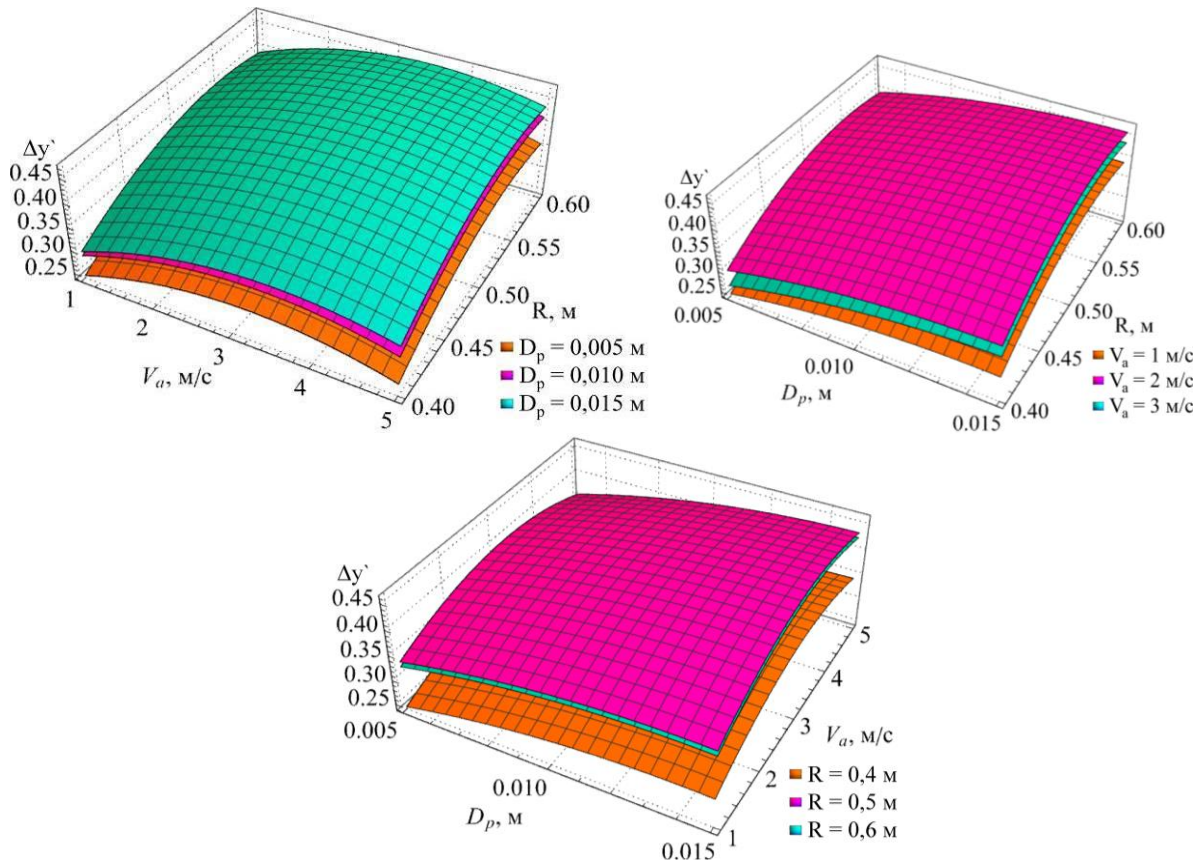 Δy`
0.45
0.40
0.35
0.30
0.25
1
2
3
4
5
V_a, м/с
0.60
0.55
0.50
0.45
0.40
R, м
D_p = 0,005 м
D_p = 0,010 м
D_p = 0,015 м
Δy`
0.45
0.40
0.35
0.30
0.25
0.005
0.010
0.015
D_p, м
0.60
0.55
0.50
0.45
0.40
R, м
V_a = 1 м/с
V_a = 2 м/с
V_a = 3 м/с
Δy`
0.45
0.40
0.35
0.30
0.25
0.005
0.010
0.015
D_p, м
5
4
3
2
1
V_a, м/с
R = 0,4 м
R = 0,5 м
R = 0,6 м